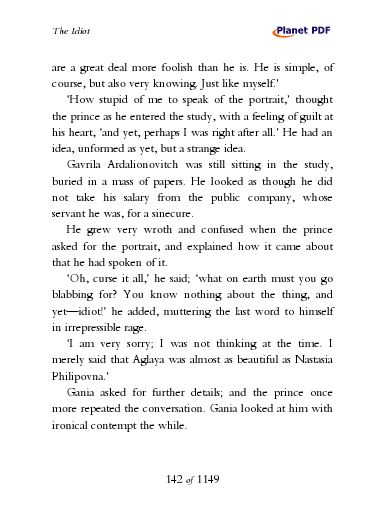 The Idiot
Planet PDF
are a great deal more foolish than he is. He is simple, of
course, but also very knowing. Just like myself.'
'How stupid of me to speak of the portrait,' thought
the prince as he entered the study, with a feeling of guilt at
his heart, 'and yet, perhaps I was right after all.' He had an
idea, unformed as yet, but a strange idea.
Gavrila Ardalionovitch was still sitting in the study,
buried in a mass of papers. He looked as though he did
not take his salary from the public company, whose
servant he was, for a sinecure.
He grew very wroth and confused when the prince
asked for the portrait, and explained how it came about
that he had spoken of it.
'Oh, curse it all,' he said; 'what on earth must you go
blabbing for? You know nothing about the thing, and
yet—idiot!' he added, muttering the last word to himself
in irrepressible rage.
'I am very sorry; I was not thinking at the time. I
merely said that Aglaya was almost as beautiful as Nastasia
Philipovna.'
Gania asked for further details; and the prince once
more repeated the conversation. Gania looked at him with
ironical contempt the while.
142 of 1149